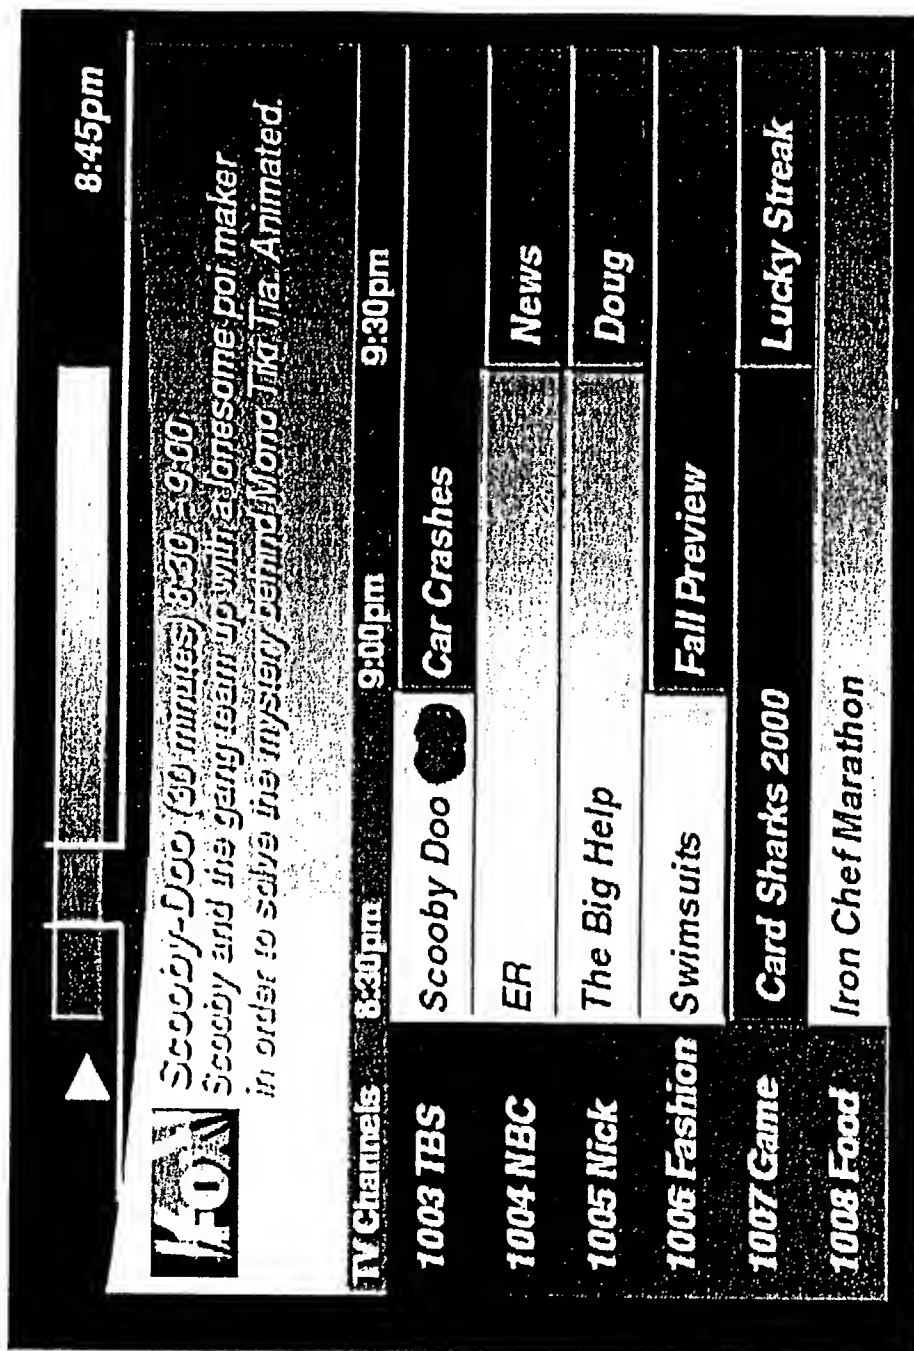 8:45pm
FOX
Scooby-Doo (30 minutes) 8:30 - 9:00
Scooby and the gang team up with a lonesome poi maker
in order to solve the mystery behind Mono Tiki Tia. Animated.
TV Channels 8:30pm 9:00pm 9:30pm
1003 TBS Scooby Doo Car Crashes
1004 NBC ER News
1005 Nick The Big Help Doug
1006 Fashion Swimsuits Fall Preview
1007 Game Card Sharks 2000 Lucky Streak
1008 Food Iron Chef Marathon